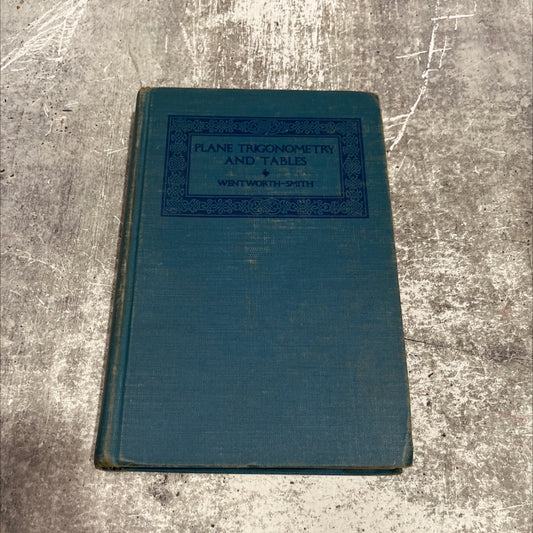 PLANE TRIGONOMETRY
AND TABLES
WENTWORTH-SMITH